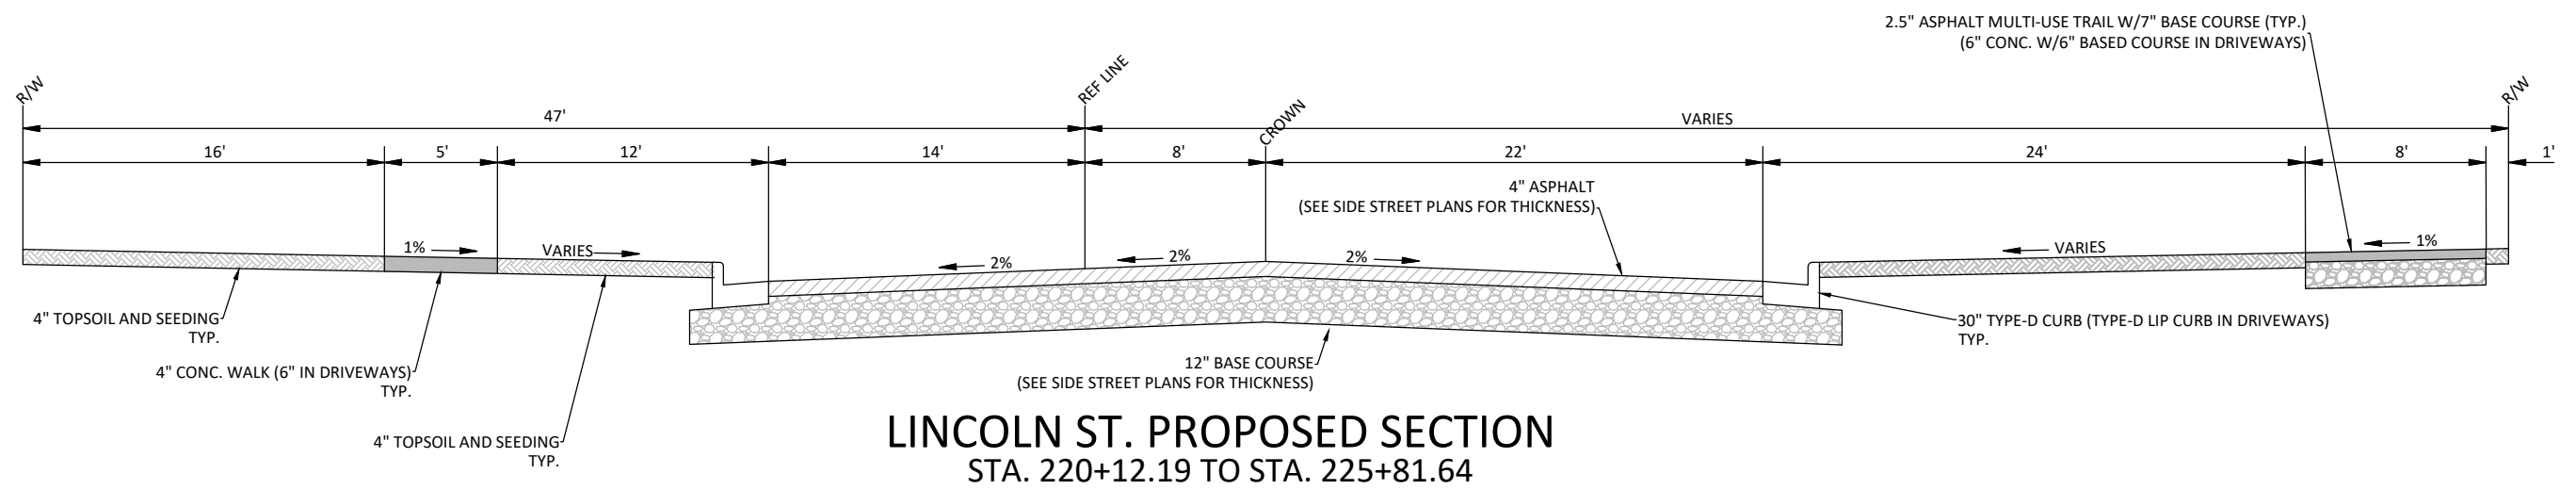 2.5" ASPHALT MULTI-USE TRAIL W/7" BASE COURSE (TYP.)
(6" CONC. W/6" BASED COURSE IN DRIVEWAYS)
R/W
REF LINE
R/W
47'
VARIES
CROWN
16'
5'
12'
14'
8'
22'
24'
8'
1'
4" ASPHALT
(SEE SIDE STREET PLANS FOR THICKNESS)
1%
VARIES
2%
2%
2%
VARIES
1%
4" TOPSOIL AND SEEDING
TYP.
4" CONC. WALK (6" IN DRIVEWAYS)
TYP.
4" TOPSOIL AND SEEDING
TYP.
12" BASE COURSE
(SEE SIDE STREET PLANS FOR THICKNESS)
30" TYPE-D CURB (TYPE-D LIP CURB IN DRIVEWAYS)
TYP.
LINCOLN ST. PROPOSED SECTION
STA. 220+12.19 TO STA. 225+81.64